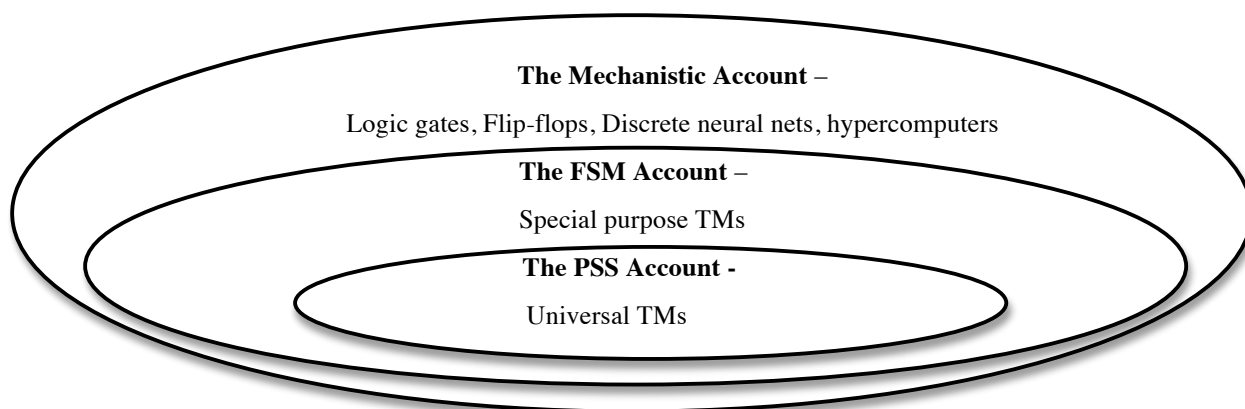 The Mechanistic Account –
Logic gates, Flip-flops, Discrete neural nets, hypercomputers
The FSM Account –
Special purpose TMs
The PSS Account -
Universal TMs